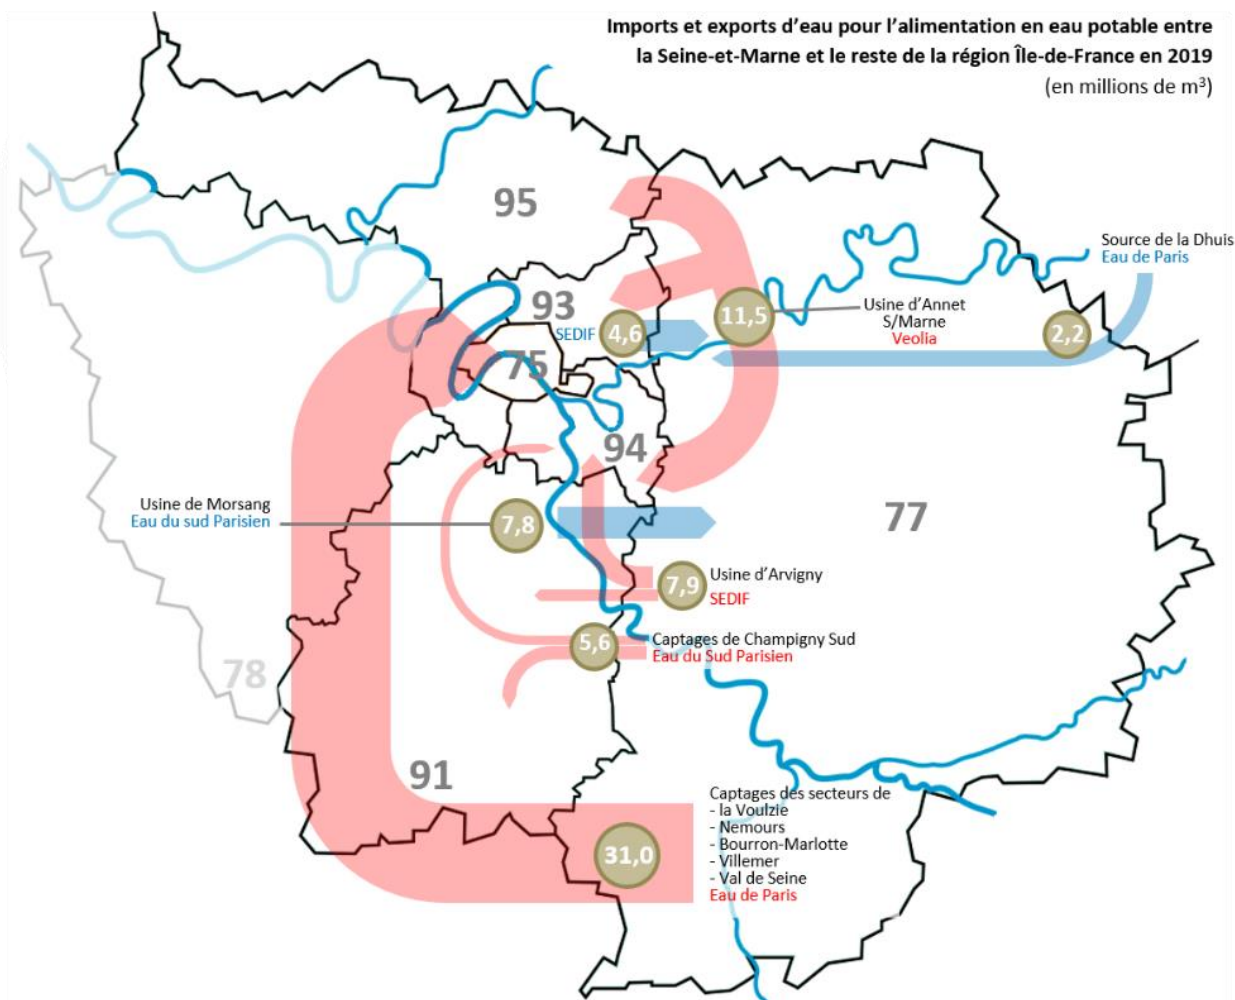 Imports et exports d'eau pour l'alimentation en eau potable entre
la Seine-et-Marne et le reste de la région Île-de-France en 2019
(en millions de m³)
95
Source de la Dhuis
Eau de Paris
93
Usine d'Annet
S/Marne
Veolia
11,5
SEDIF
4,6
2,2
75
94
Usine de Morsang
Eau du sud Parisien
7,8
77
Usine d'Arvigny
SEDIF
7,9
5,6
Captages de Champigny Sud
Eau du Sud Parisien
78
91
Captages des secteurs de
- la Voulzie
- Nemours
- Bourron-Marlotte
- Villemer
- Val de Seine
Eau de Paris
31,0